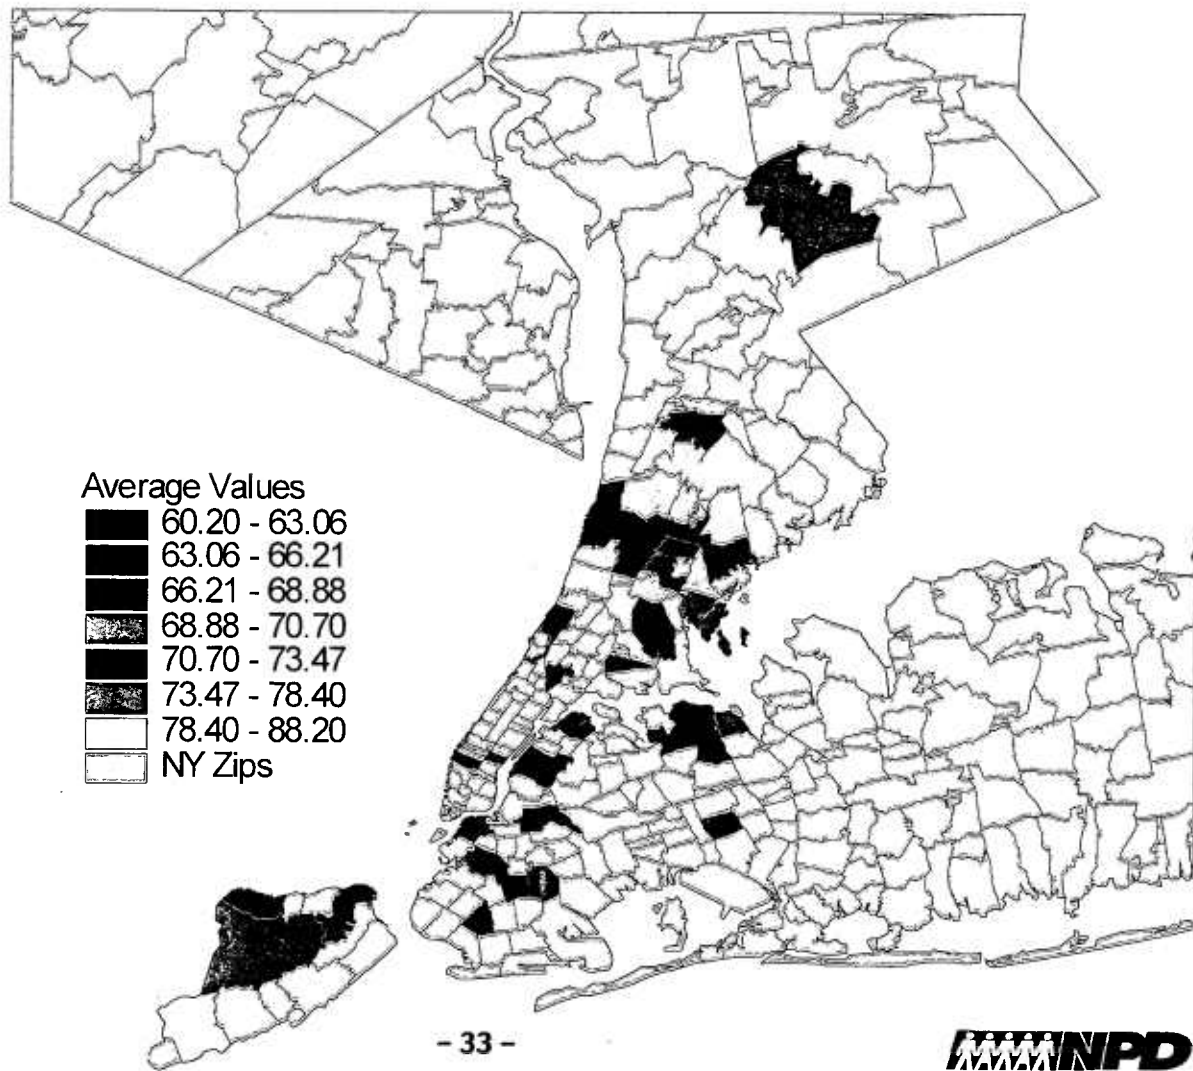 Average Values
60.20 - 63.06
63.06 - 66.21
66.21 - 68.88
68.88 - 70.70
70.70 - 73.47
73.47 - 78.40
78.40 - 88.20
NY Zips
- 33 -
NPD